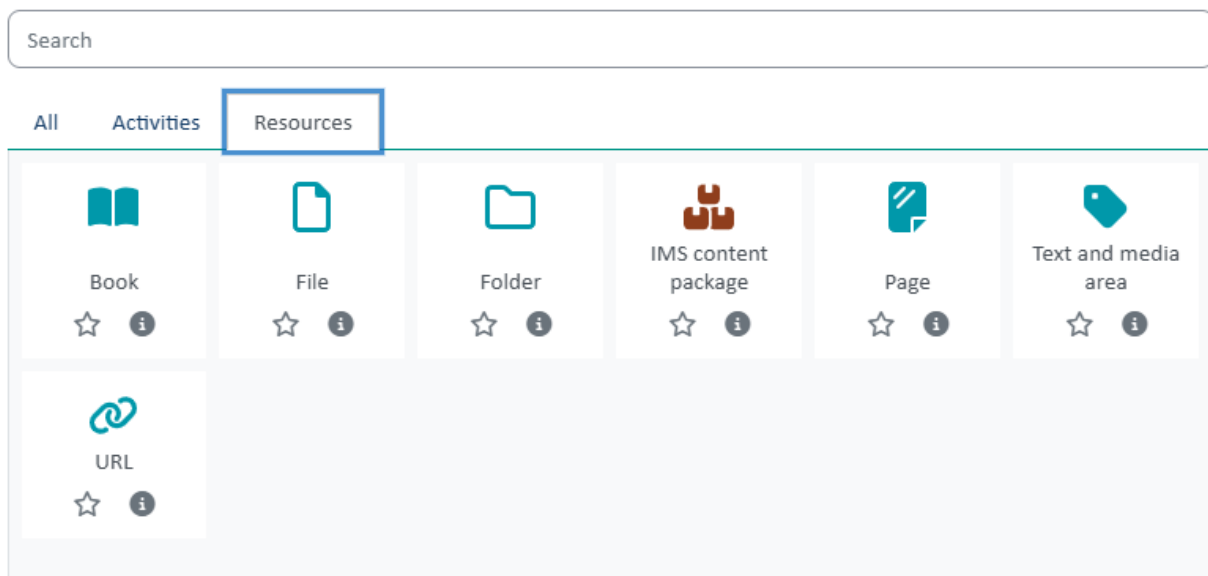 Search
All Activities Resources
Book
File
Folder
IMS content
package
Page
Text and media
area
URL